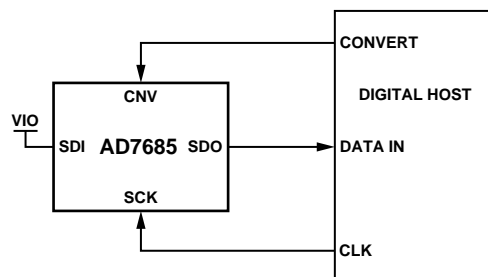 CONVERT
CNV
DIGITAL HOST
VIO
SDI AD7685 SDO
DATA IN
SCK
CLK